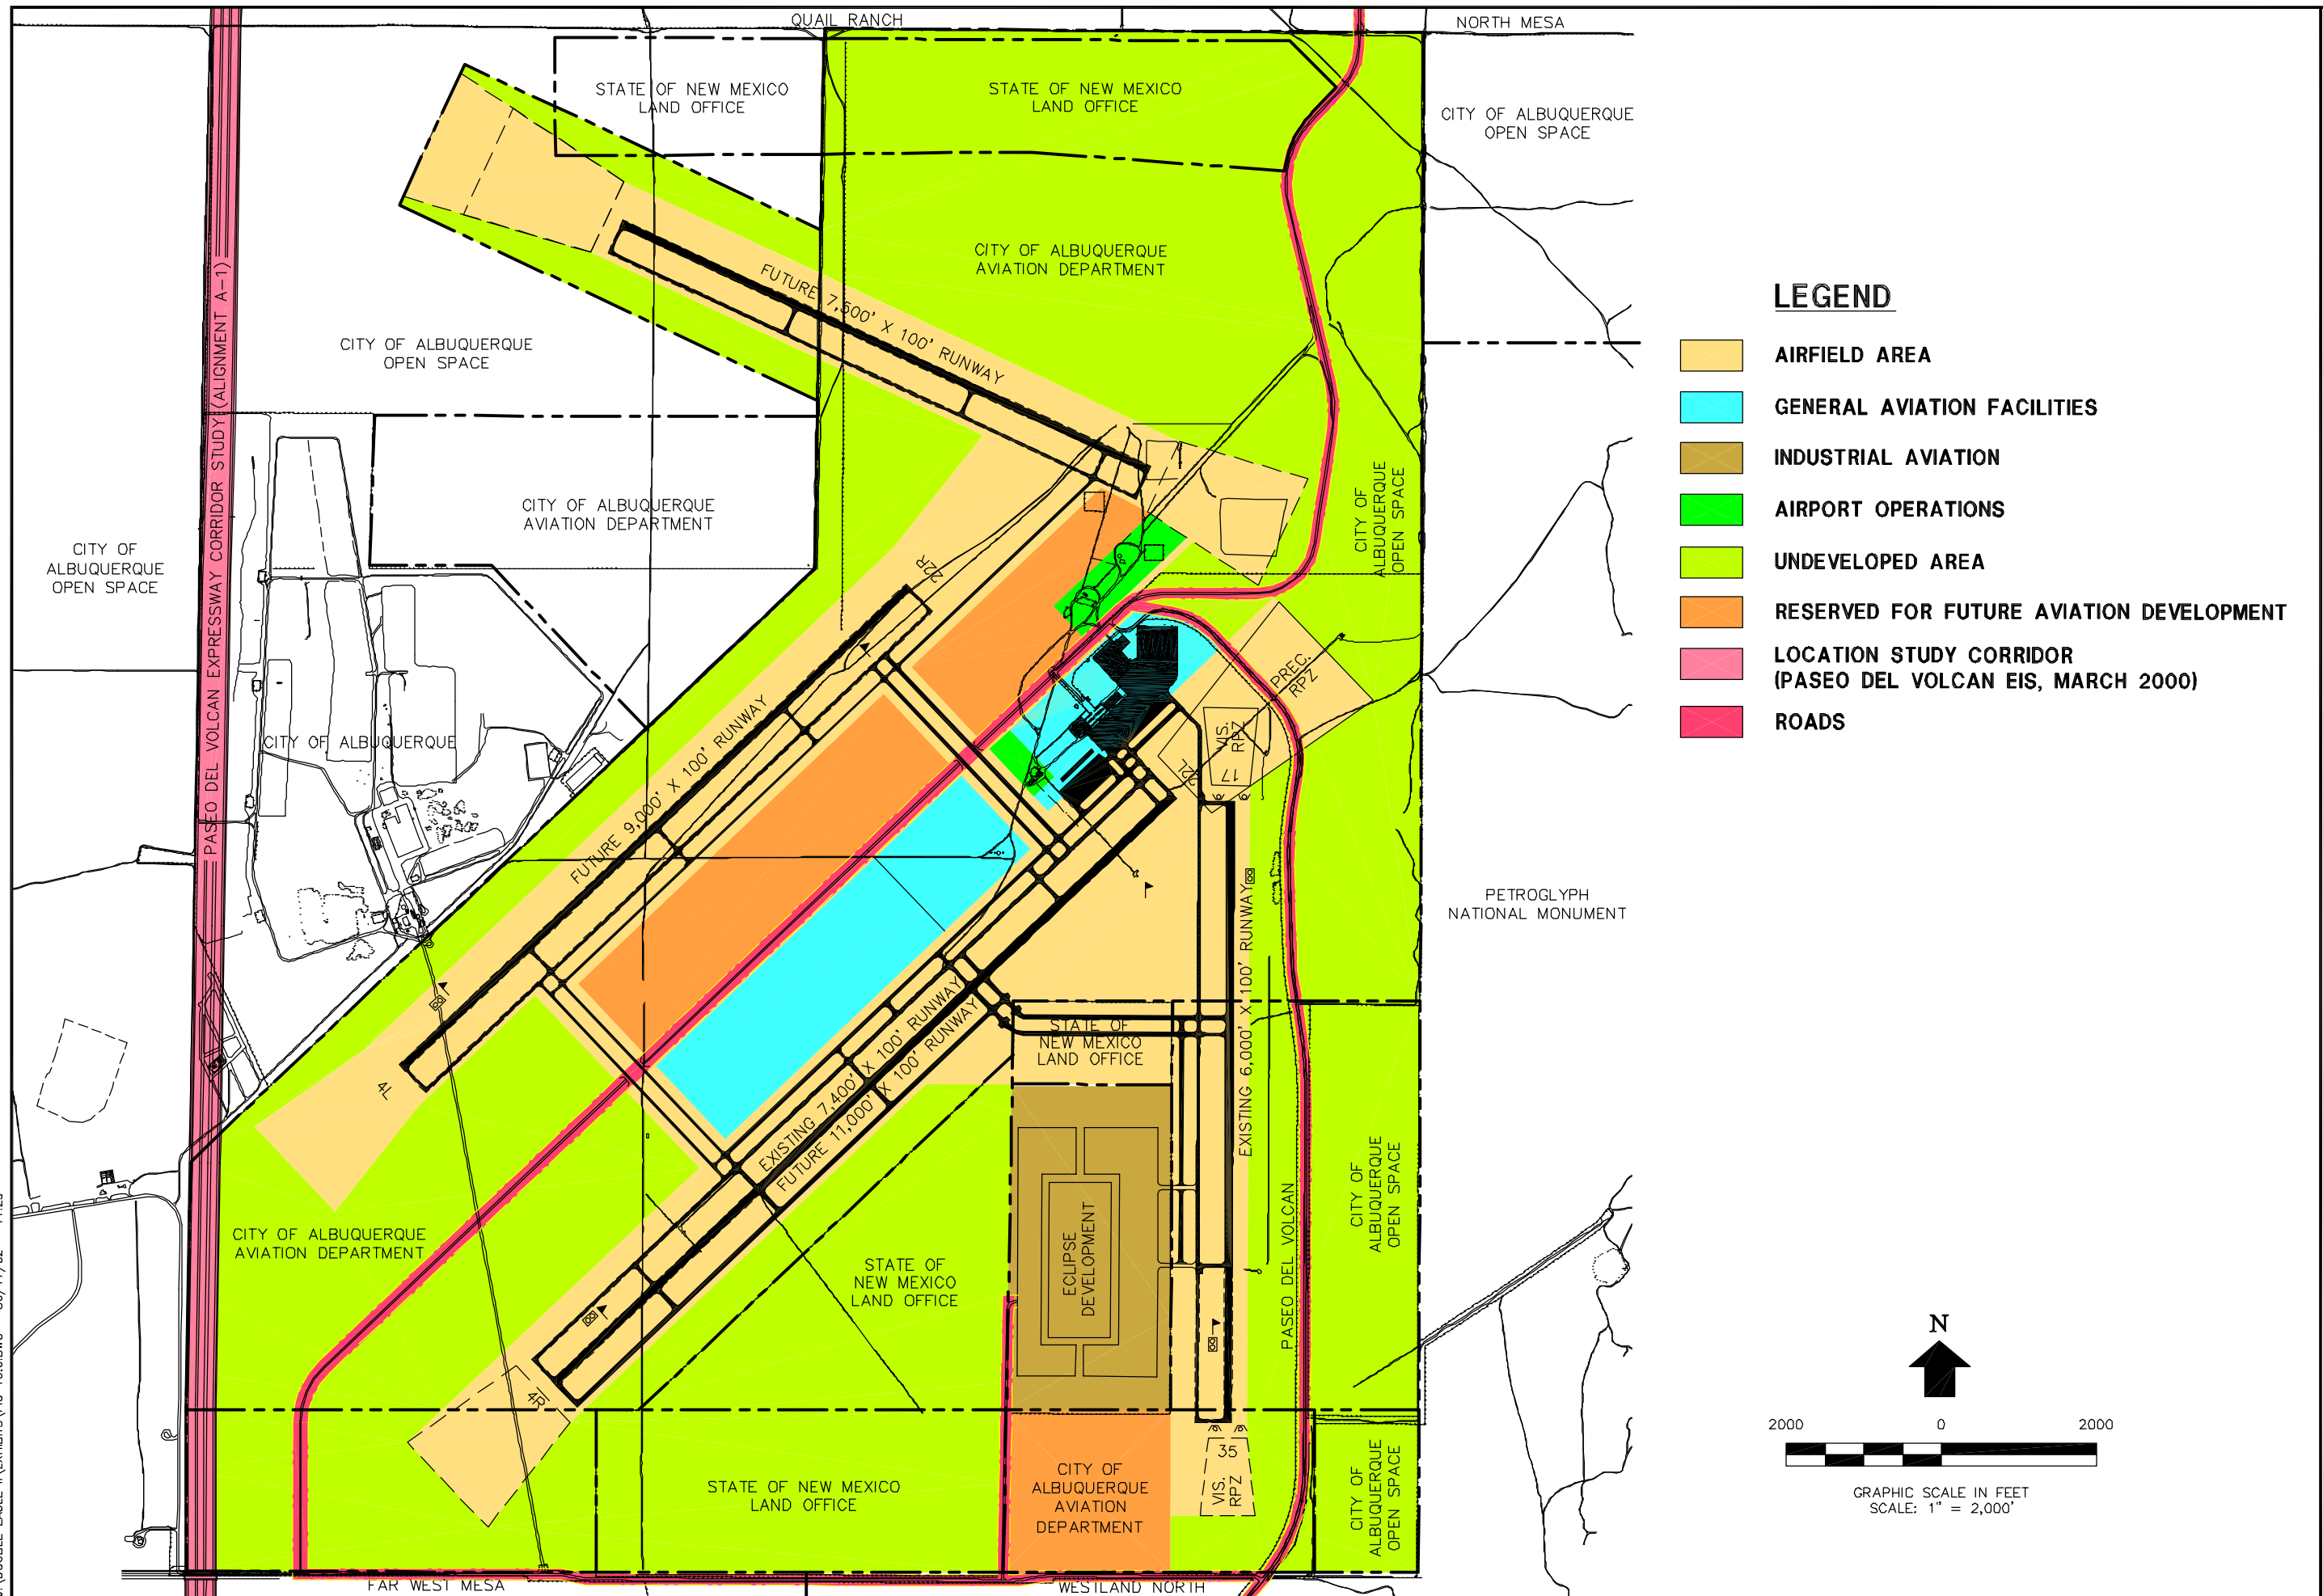 QUAIL RANCH
NORTH MESA
STATE OF NEW MEXICO
LAND OFFICE
STATE OF NEW MEXICO
LAND OFFICE
CITY OF ALBUQUERQUE
OPEN SPACE
CITY OF ALBUQUERQUE
AVIATION DEPARTMENT
FUTURE 7,500' X 100' RUNWAY
CITY OF ALBUQUERQUE
OPEN SPACE
PASEO DEL VOLCAN EXPRESSWAY CORRIDOR STUDY (ALIGNMENT A-1)
CITY OF ALBUQUERQUE
AVIATION DEPARTMENT
CITY OF
ALBUQUERQUE
OPEN SPACE
CITY OF
ALBUQUERQUE
OPEN SPACE
22R
PREC.
RPZ
VIS.
RPZ
17
22L
CITY OF ALBUQUERQUE
FUTURE 9,000' X 100' RUNWAY
PETROGLYPH
NATIONAL MONUMENT
EXISTING 6,000' X 100' RUNWAY
STATE OF
NEW MEXICO
LAND OFFICE
EXISTING 7,400' X 100' RUNWAY
FUTURE 11,000' X 100' RUNWAY
4L
CITY OF ALBUQUERQUE
AVIATION DEPARTMENT
STATE OF
NEW MEXICO
LAND OFFICE
ECLIPSE
DEVELOPMENT
PASEO DEL VOLCAN
CITY OF
ALBUQUERQUE
OPEN SPACE
4R
STATE OF NEW MEXICO
LAND OFFICE
CITY OF
ALBUQUERQUE
AVIATION
DEPARTMENT
35
VIS.
RPZ
CITY OF
ALBUQUERQUE
OPEN SPACE
FAR WEST MESA
WESTLAND NORTH
LEGEND
AIRFIELD AREA
GENERAL AVIATION FACILITIES
INDUSTRIAL AVIATION
AIRPORT OPERATIONS
UNDEVELOPED AREA
RESERVED FOR FUTURE AVIATION DEVELOPMENT
LOCATION STUDY CORRIDOR
(PASEO DEL VOLCAN EIS, MARCH 2000)
ROADS
N
2000 0 2000
GRAPHIC SCALE IN FEET
SCALE: 1" = 2,000'